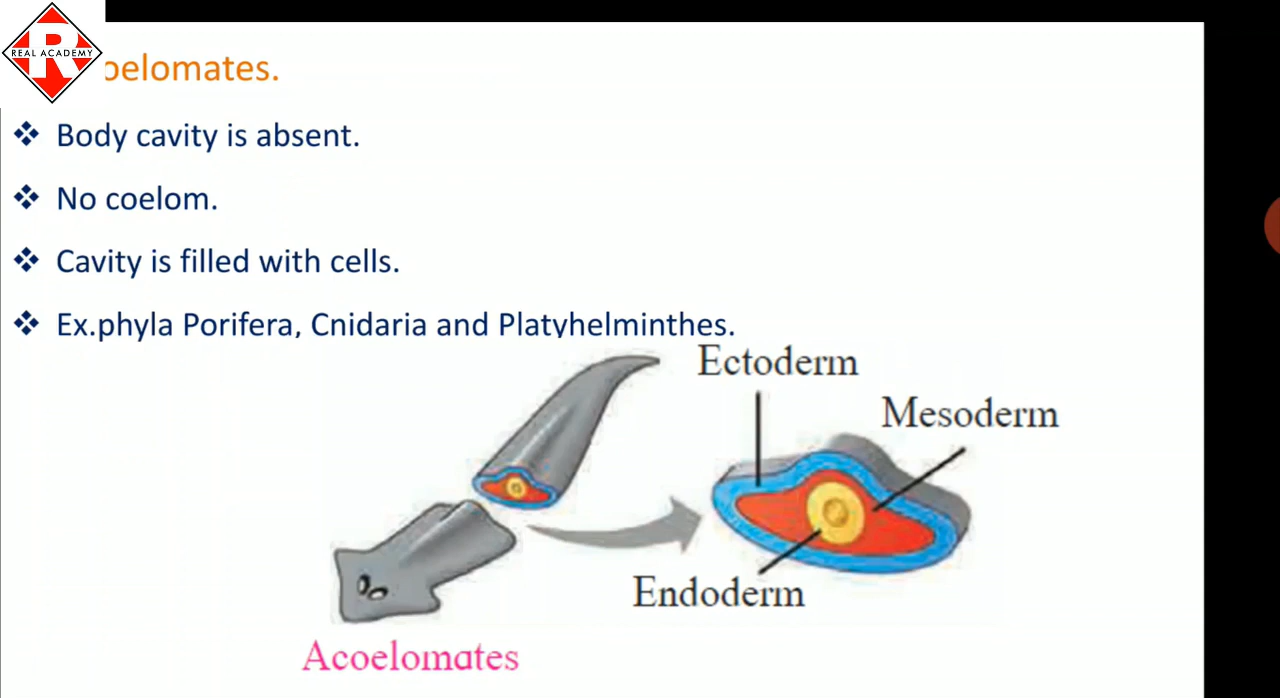 REAL ACADEMY
oelomates.
Body cavity is absent.
No coelom.
Cavity is filled with cells.
Ex.phyla Porifera, Cnidaria and Platyhelminthes.
Ectoderm
Mesoderm
Endoderm
Acoelomates